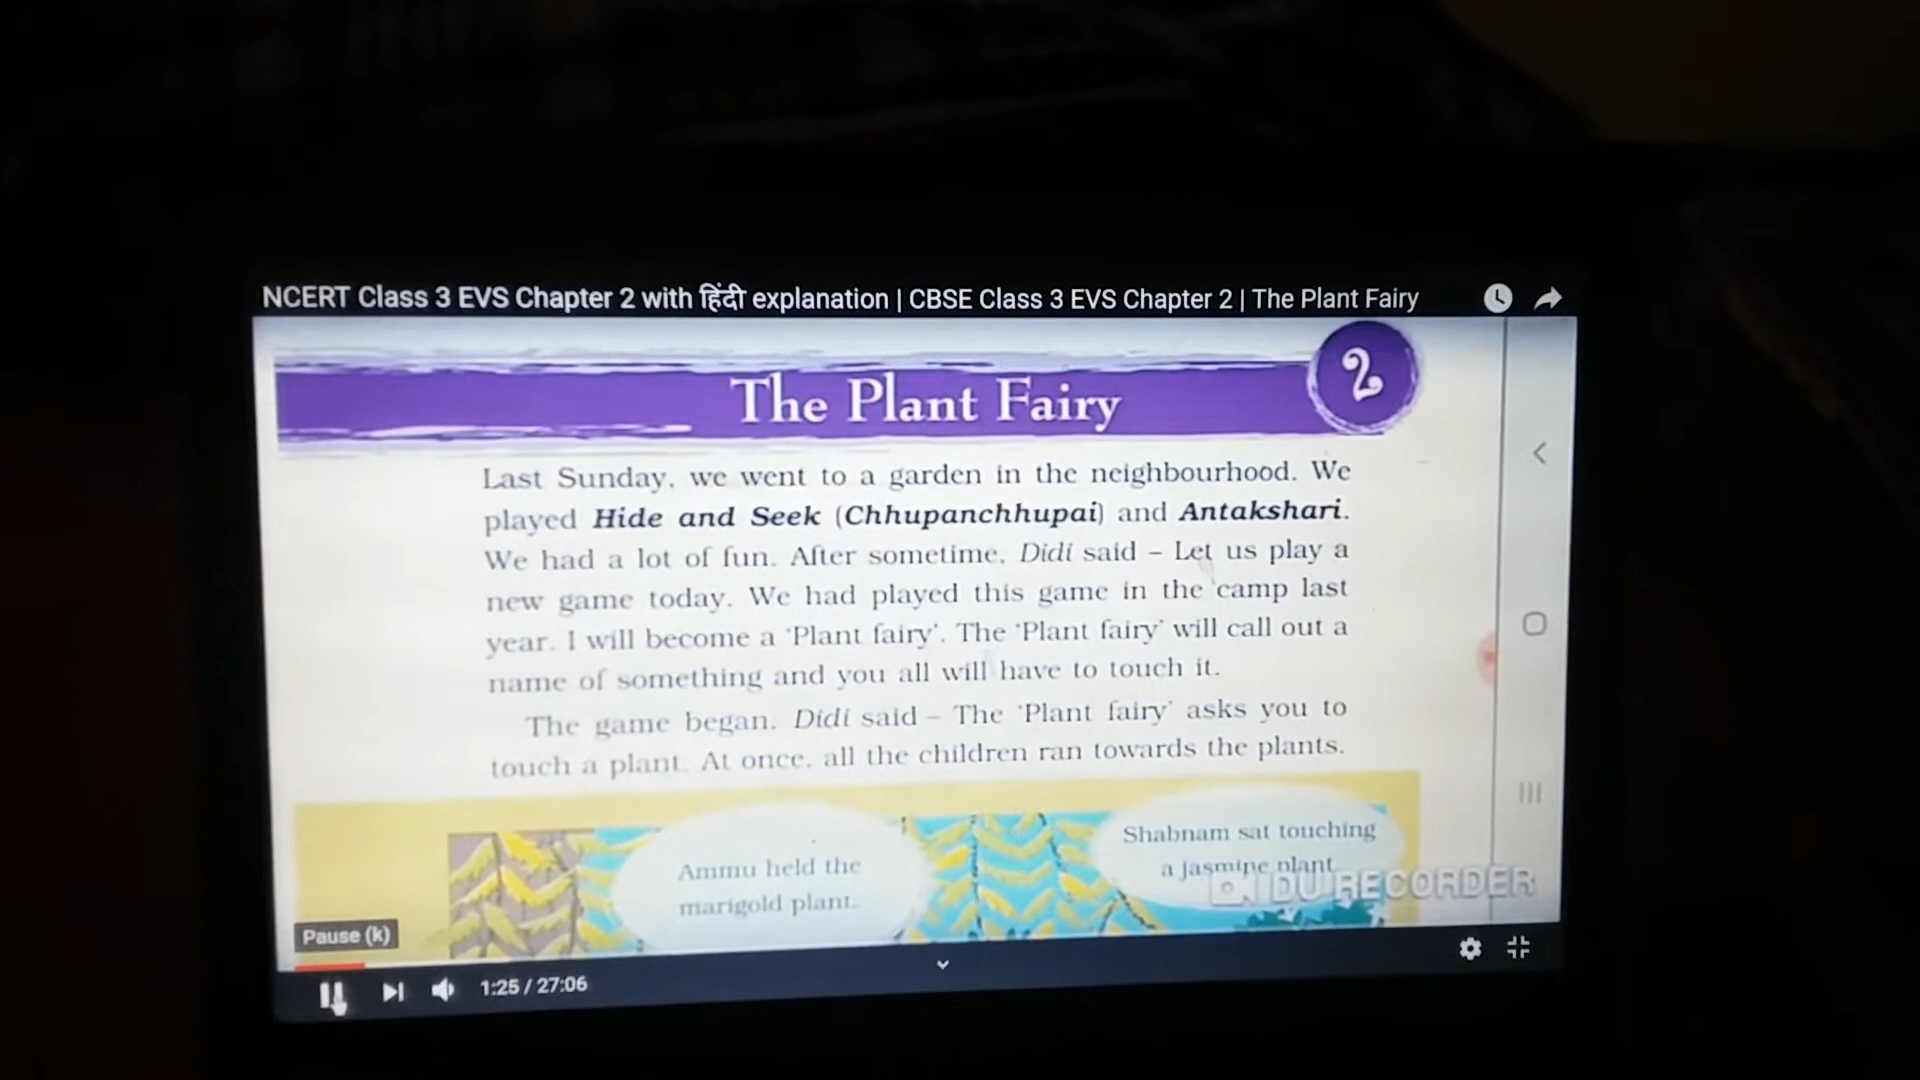 NCERT Class 3 EVS Chapter 2 with हिंदी explanation | CBSE Class 3 EVS Chapter 2 | The Plant Fairy
The Plant Fairy
2
Last Sunday, we went to a garden in the neighbourhood. We
played Hide and Seek (Chhupanchhupai) and Antakshari.
We had a lot of fun. After sometime, Didi said – Let us play a
new game today. We had played this game in the camp last
year. I will become a ‘Plant fairy’. The ‘Plant fairy’ will call out a
name of something and you all will have to touch it.
The game began. Didi said – The ‘Plant fairy’ asks you to
touch a plant. At once, all the children ran towards the plants.
Ammu held the
marigold plant.
Shabnam sat touching
a jasmine plant
DU RECORDER
Pause (k)
1:25 / 27:06